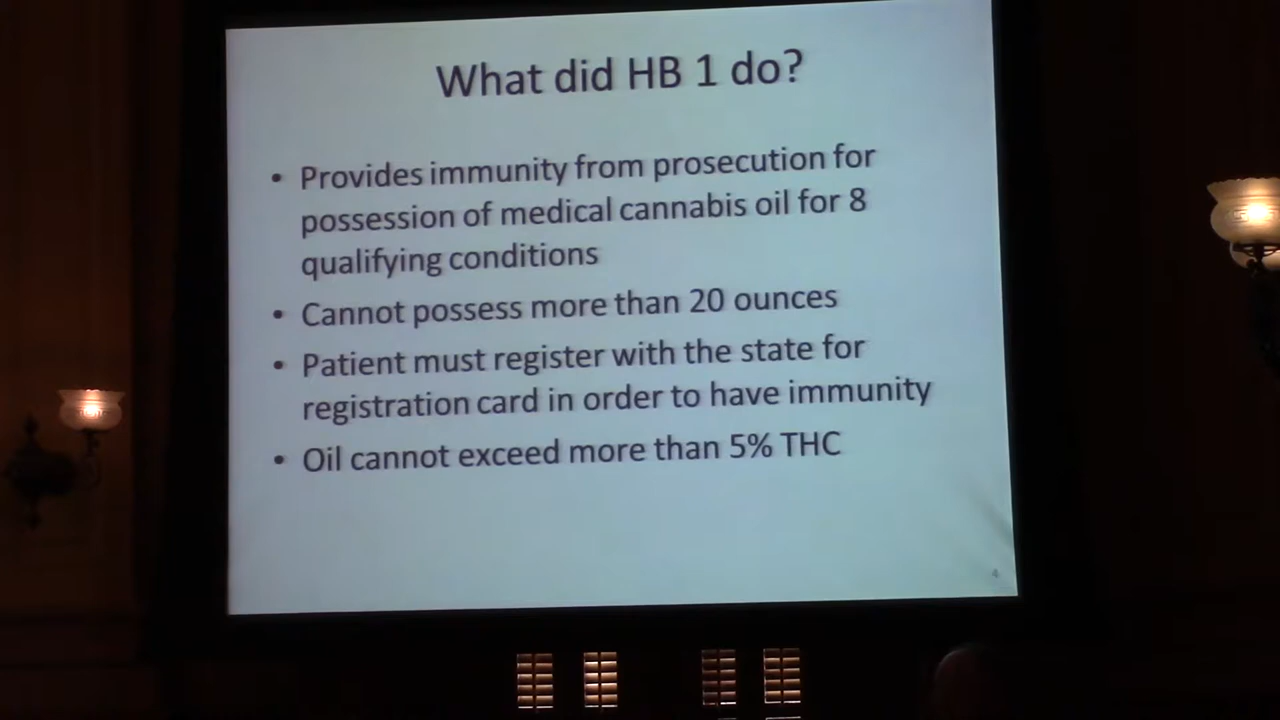 What did HB 1 do?
• Provides immunity from prosecution for
possession of medical cannabis oil for 8
qualifying conditions
• Cannot possess more than 20 ounces
• Patient must register with the state for
registration card in order to have immunity
• Oil cannot exceed more than 5% THC
4